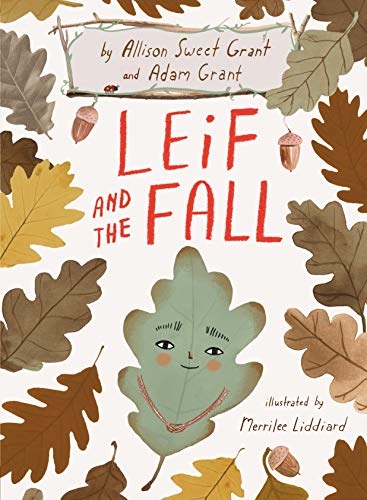 by Allison Sweet Grant
and Adam Grant
LEiF
AND THE FALL
illustrated by
Merrilee Liddiard